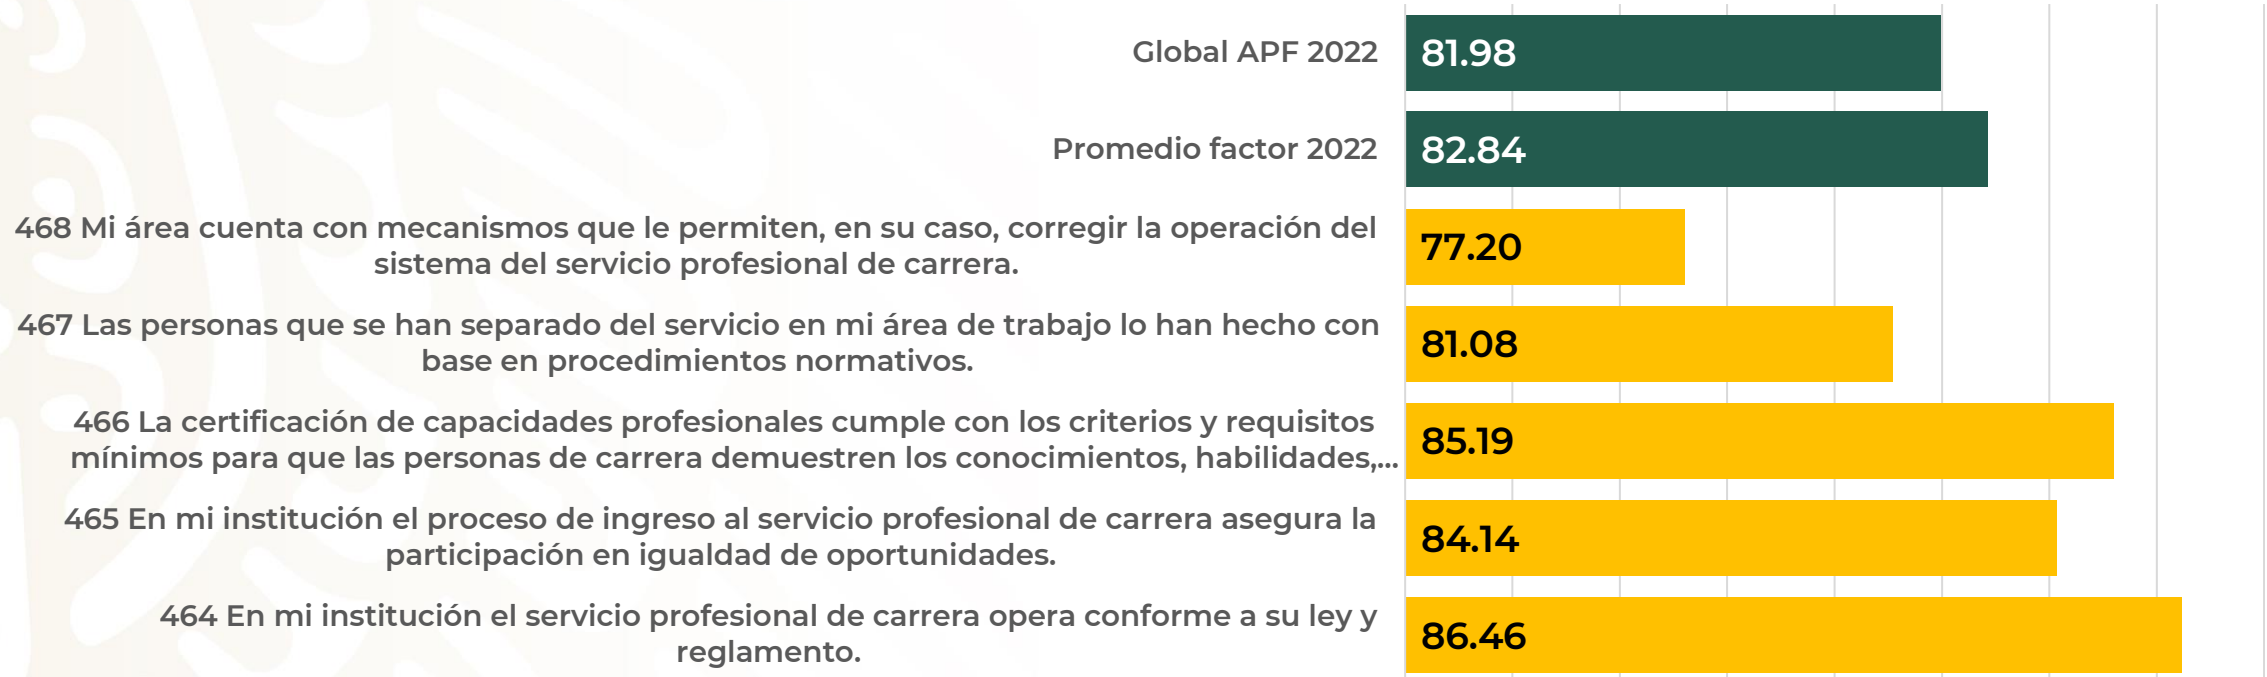 Global APF 2022
81.98
Promedio factor 2022
82.84
468 Mi área cuenta con mecanismos que le permiten, en su caso, corregir la operación del
sistema del servicio profesional de carrera.
77.20
467 Las personas que se han separado del servicio en mi área de trabajo lo han hecho con
base en procedimientos normativos.
81.08
466 La certificación de capacidades profesionales cumple con los criterios y requisitos
mínimos para que las personas de carrera demuestren los conocimientos, habilidades,...
85.19
465 En mi institución el proceso de ingreso al servicio profesional de carrera asegura la
participación en igualdad de oportunidades.
84.14
464 En mi institución el servicio profesional de carrera opera conforme a su ley y
reglamento.
86.46